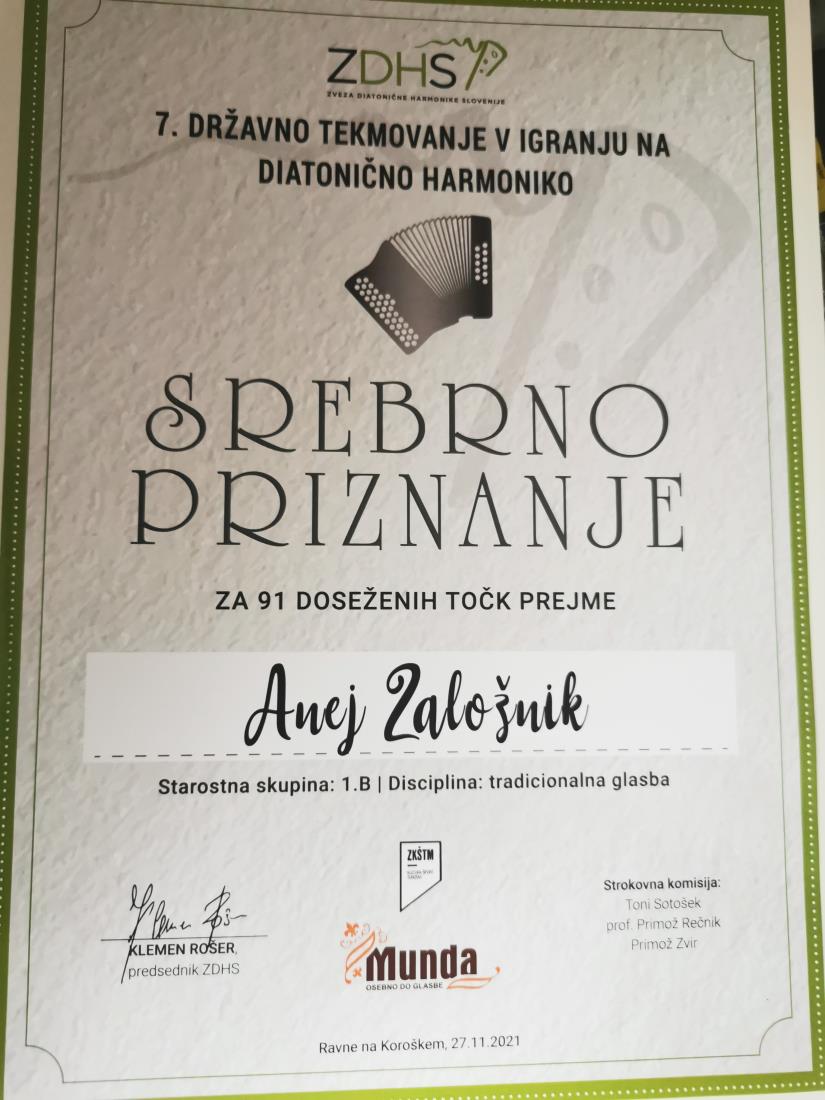 ZDHS
ZVEZA DIATONIČNE HARMONIKE SLOVENIJE
7. DRŽAVNO TEKMOVANJE V IGRANJU NA
DIATONIČNO HARMONIKO
SREBRNO
PRIZNANJE
ZA 91 DOSEŽENIH TOČK PREJME
Anej Založnik
Starostna skupina: 1.B | Disciplina: tradicionalna glasba
ZKŠTM
KLEMEN ROŠER,
predsednik ZDHS
Munda
OSEBNO DO GLASBE
Strokovna komisija:
Toni Sotošek
prof. Primož Rečnik
Primož Zvir
Ravne na Koroškem, 27.11.2021